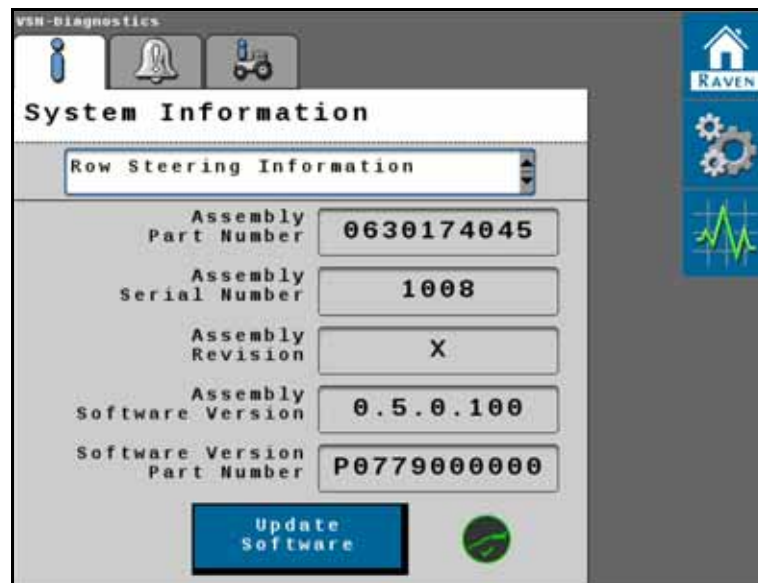 VSN-Diagnostics
RAVEN
System Information
Row Steering Information
Assembly
Part Number
0630174045
Assembly
Serial Number
1008
Assembly
Revision
X
Assembly
Software Version
0.5.0.100
Software Version
Part Number
P0779000000
Update
Software